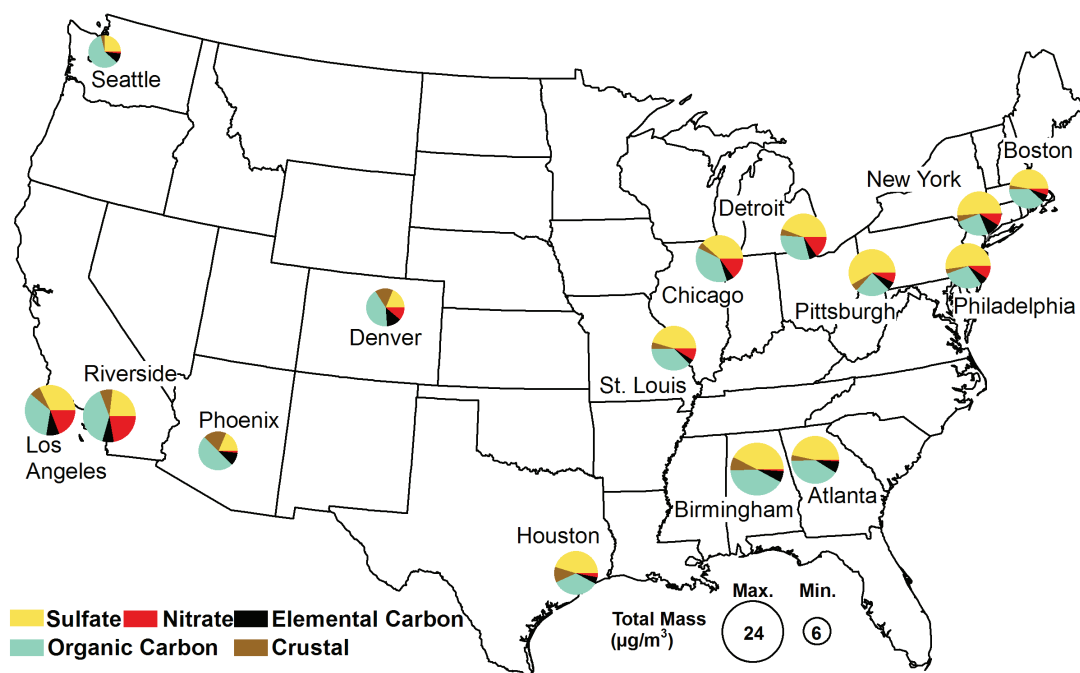 Seattle
Boston
New York
Detroit
Chicago
Pittsburgh
Philadelphia
Denver
Riverside
St. Louis
Phoenix
Los
Angeles
Birmingham
Atlanta
Houston
Max. Min.
Total Mass
(µg/m³)
24 6
Sulfate Nitrate Elemental Carbon
Organic Carbon Crustal